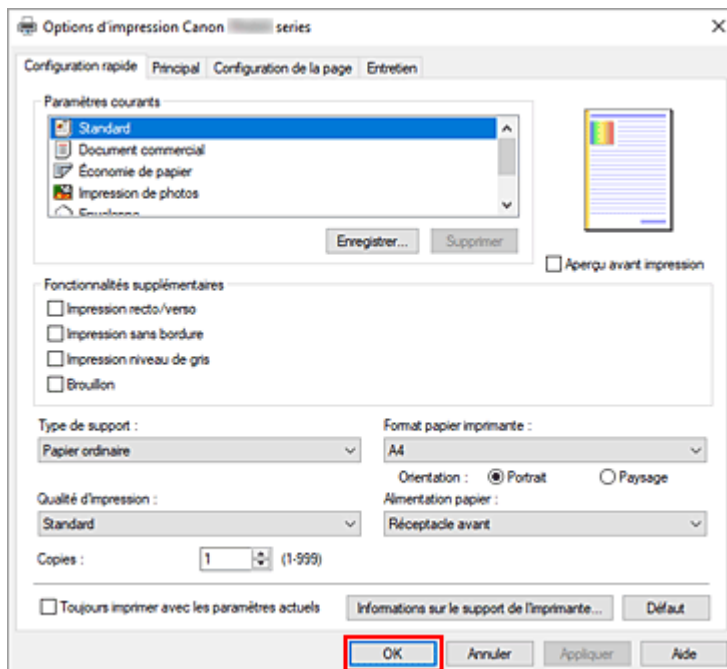 Options d'impression Canon series
Configuration rapide Principal Configuration de la page Entretien
Paramètres courants
Standard
Document commercial
Économie de papier
Impression de photos
Enregistrer... Supprimer
Aperçu avant impression
Fonctionnalités supplémentaires
Impression recto/verso
Impression sans bordure
Impression niveau de gris
Brouillon
Type de support : Format papier imprimante :
Papier ordinaire A4
Orientation : Portrait Paysage
Qualité d'impression : Alimentation papier :
Standard Réceptacle avant
Copies : 1 (1-999)
Toujours imprimer avec les paramètres actuels Informations sur le support de l'imprimante... Défaut
OK Annuler Appliquer Aide